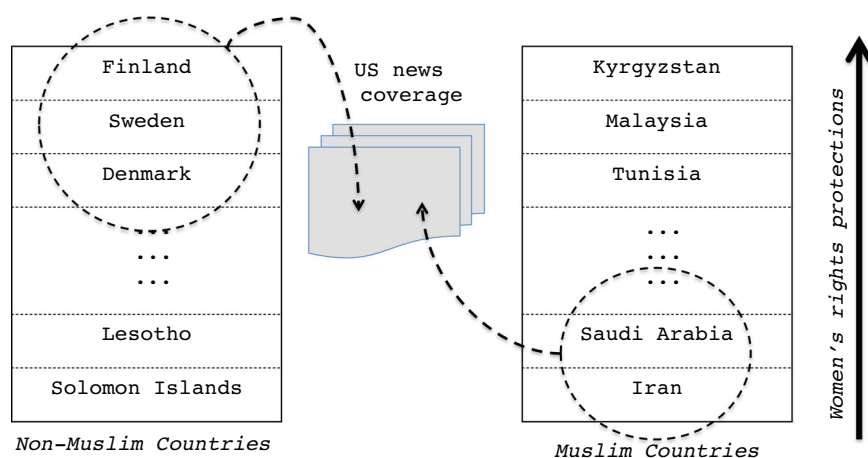 Finland
Sweden
Denmark
...
...
...
Lesotho
Solomon Islands
Non-Muslim Countries
US news
coverage
Kyrgyzstan
Malaysia
Tunisia
...
...
...
Saudi Arabia
Iran
Muslim Countries
Women's rights protections